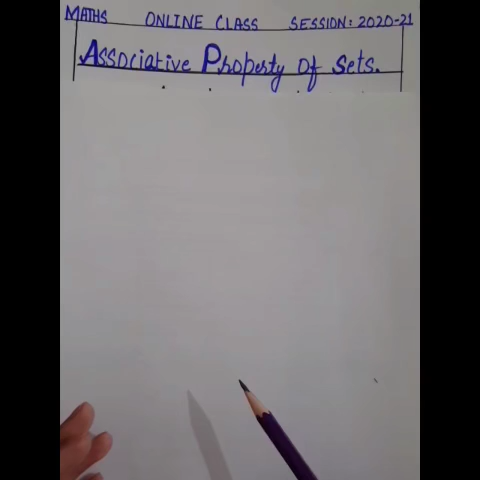 MATHS ONLINE CLASS SESSION: 2020-21
Associative Property Of Sets.